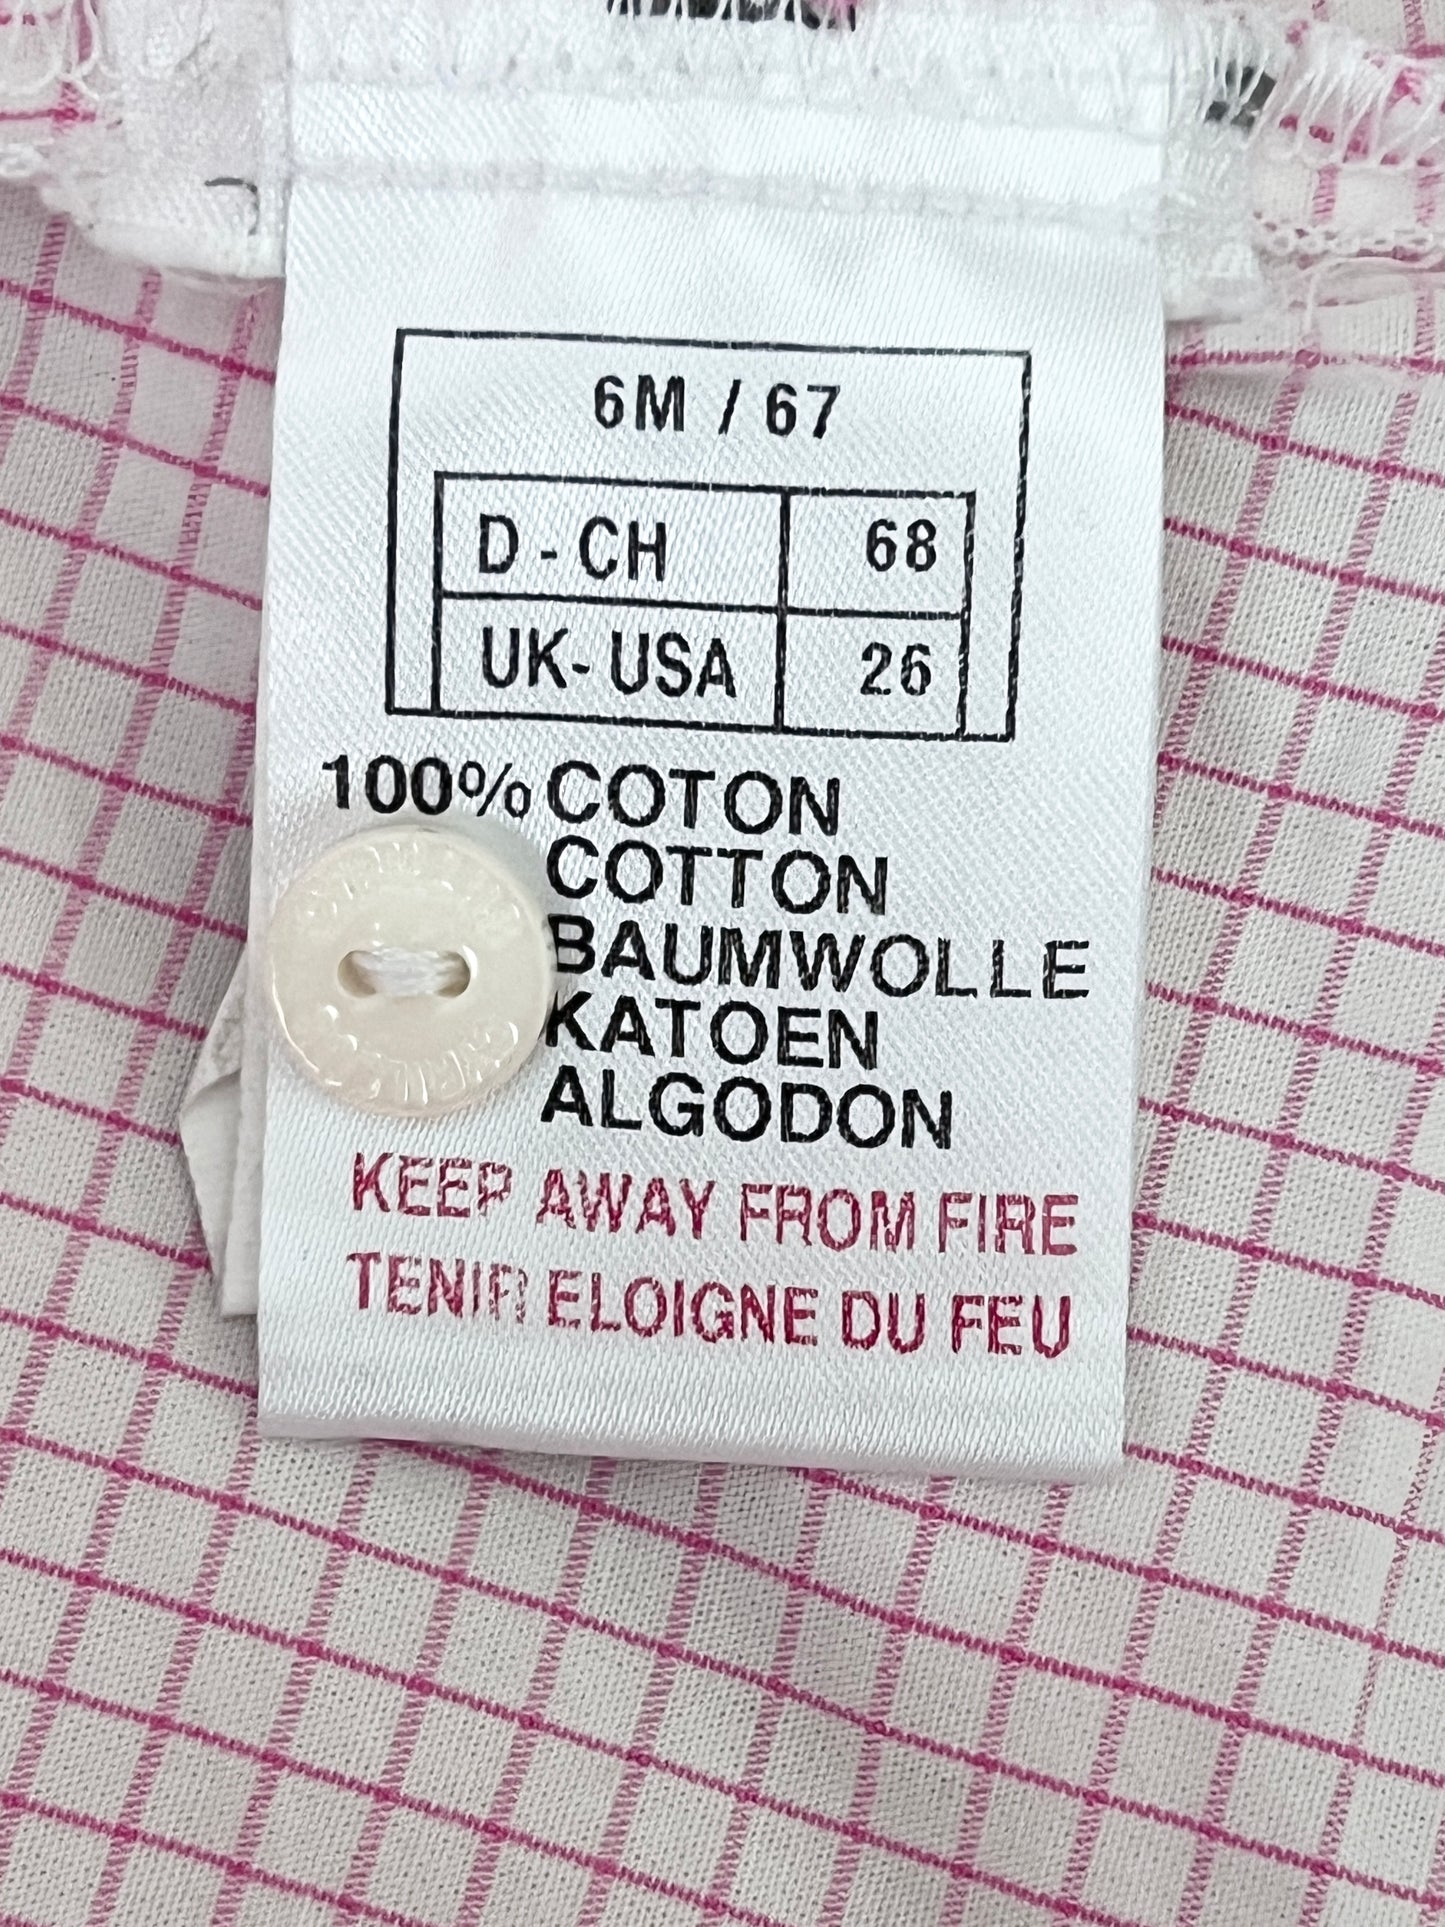 6M / 67
D - CH 68
UK - USA 26
100% COTON
COTTON
BAUMWOLLE
KATOEN
ALGODON
KEEP AWAY FROM FIRE
TENIR ELOIGNE DU FEU